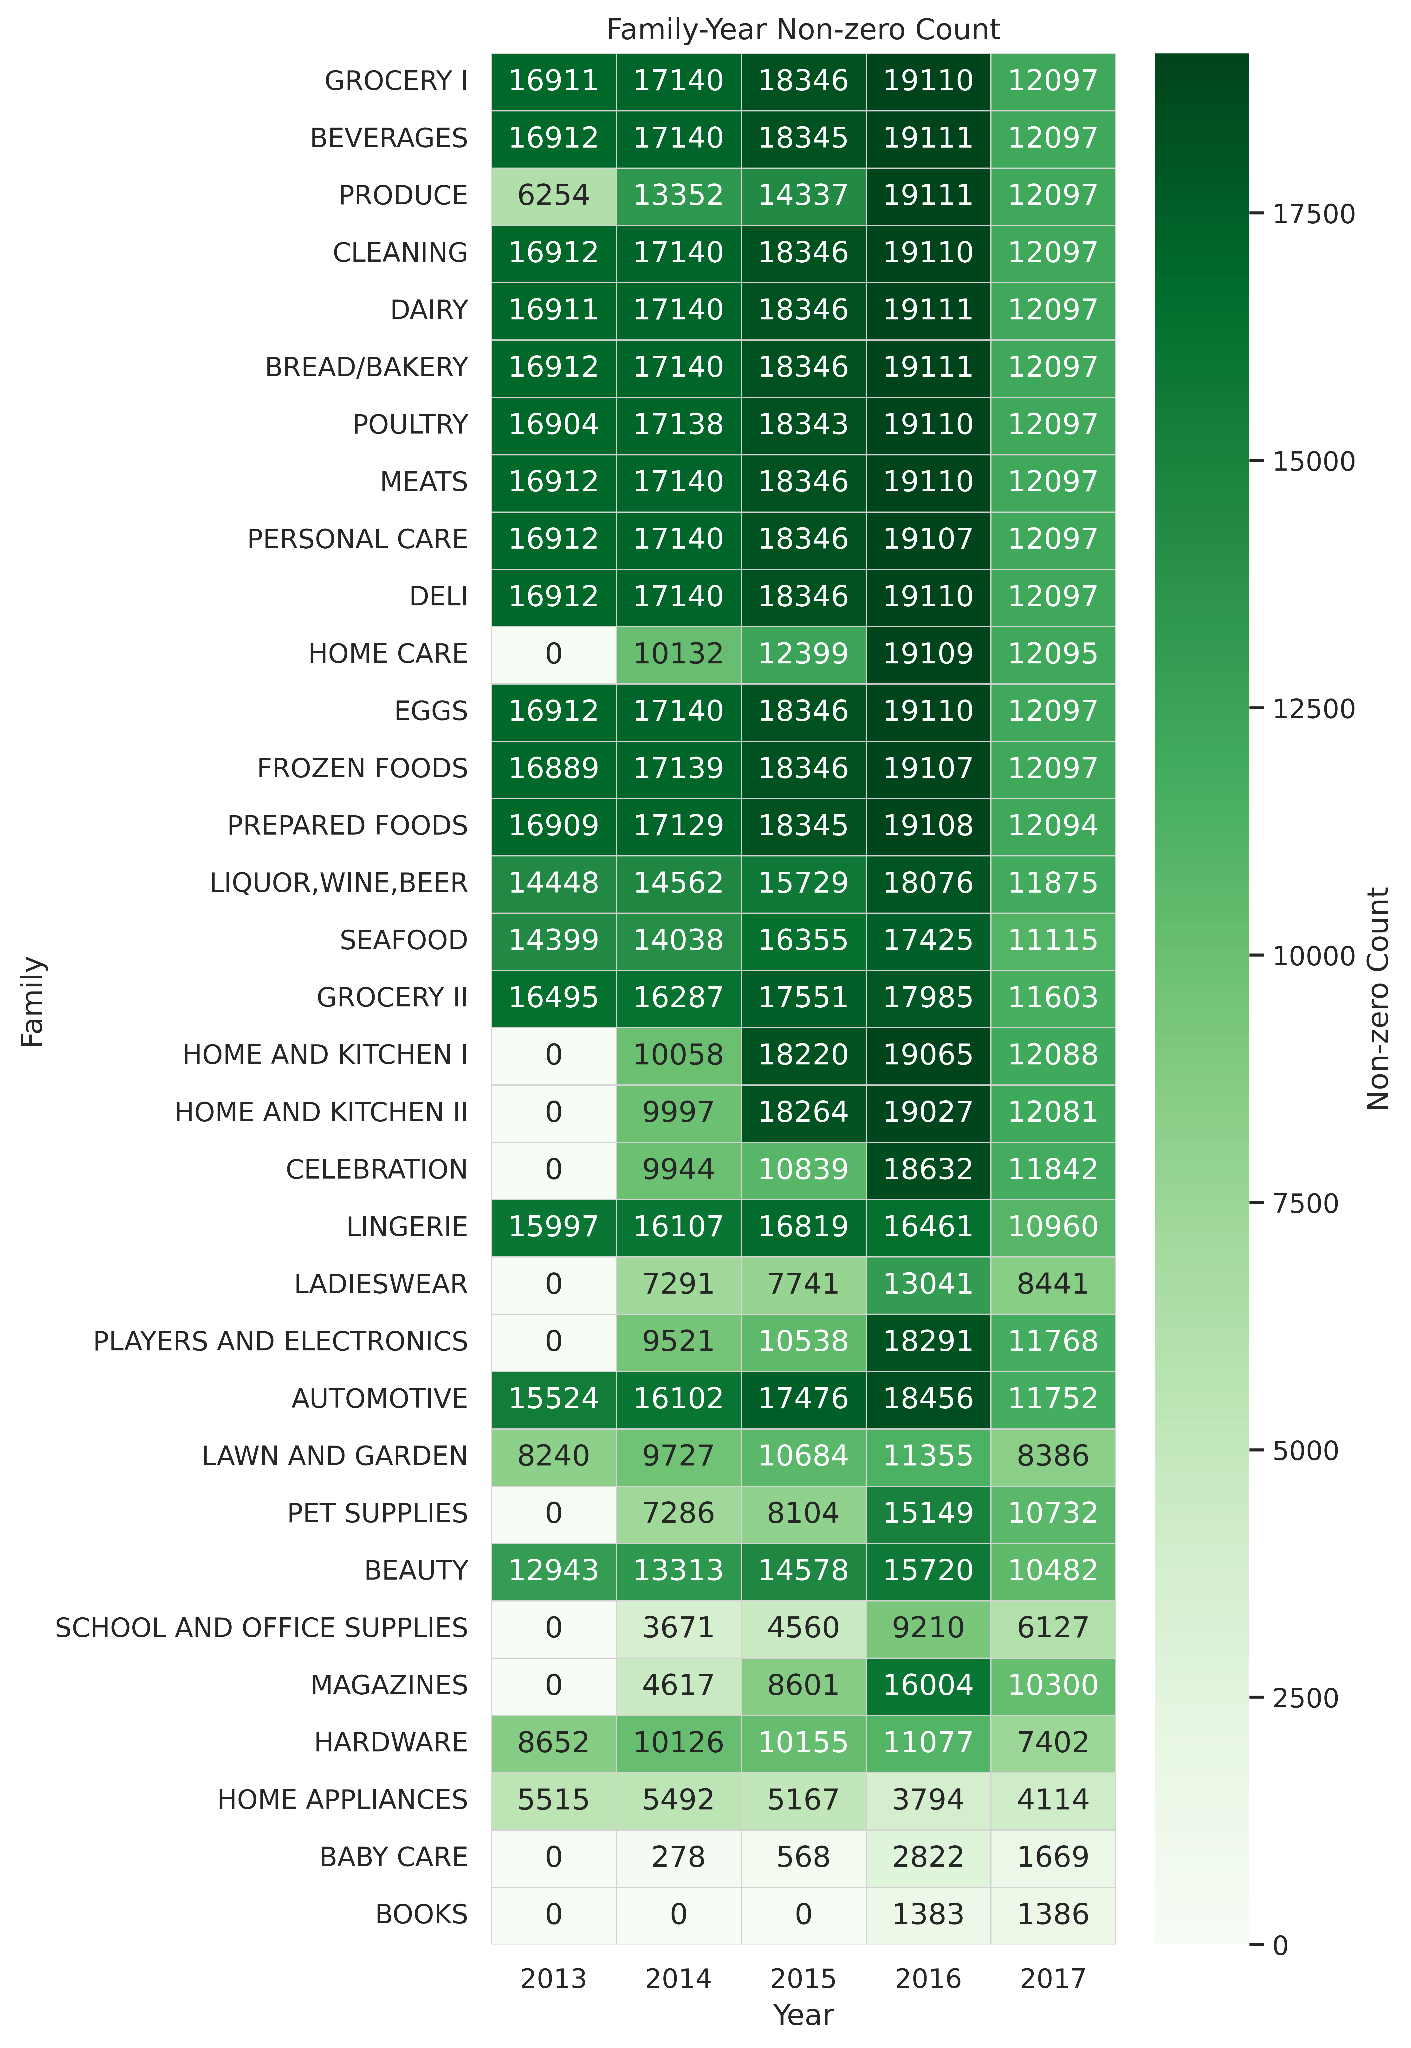 Family-Year Non-zero Count
GROCERY I 16911 17140 18346 19110 12097
BEVERAGES 16912 17140 18345 19111 12097
PRODUCE 6254 13352 14337 19111 12097
CLEANING 16912 17140 18346 19110 12097
DAIRY 16911 17140 18346 19111 12097
BREAD/BAKERY 16912 17140 18346 19111 12097
POULTRY 16904 17138 18343 19110 12097
MEATS 16912 17140 18346 19110 12097
PERSONAL CARE 16912 17140 18346 19107 12097
DELI 16912 17140 18346 19110 12097
HOME CARE 0 10132 12399 19109 12095
EGGS 16912 17140 18346 19110 12097
FROZEN FOODS 16889 17139 18346 19107 12097
PREPARED FOODS 16909 17129 18345 19108 12094
LIQUOR,WINE,BEER 14448 14562 15729 18076 11875
SEAFOOD 14399 14038 16355 17425 11115
GROCERY II 16495 16287 17551 17985 11603
HOME AND KITCHEN I 0 10058 18220 19065 12088
HOME AND KITCHEN II 0 9997 18264 19027 12081
CELEBRATION 0 9944 10839 18632 11842
LINGERIE 15997 16107 16819 16461 10960
LADIESWEAR 0 7291 7741 13041 8441
PLAYERS AND ELECTRONICS 0 9521 10538 18291 11768
AUTOMOTIVE 15524 16102 17476 18456 11752
LAWN AND GARDEN 8240 9727 10684 11355 8386
PET SUPPLIES 0 7286 8104 15149 10732
BEAUTY 12943 13313 14578 15720 10482
SCHOOL AND OFFICE SUPPLIES 0 3671 4560 9210 6127
MAGAZINES 0 4617 8601 16004 10300
HARDWARE 8652 10126 10155 11077 7402
HOME APPLIANCES 5515 5492 5167 3794 4114
BABY CARE 0 278 568 2822 1669
BOOKS 0 0 0 1383 1386
2013 2014 2015 2016 2017
Year
Family
17500
15000
12500
10000
7500
5000
2500
0
Non-zero Count